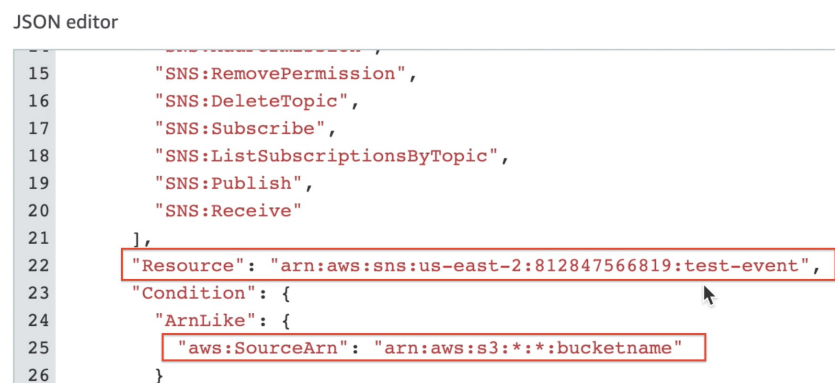 JSON editor
15 "SNS:RemovePermission",
16 "SNS:DeleteTopic",
17 "SNS:Subscribe",
18 "SNS:ListSubscriptionsByTopic",
19 "SNS:Publish",
20 "SNS:Receive"
21 ],
22 "Resource": "arn:aws:sns:us-east-2:812847566819:test-event",
23 "Condition": {
24 "ArnLike": {
25 "aws:SourceArn": "arn:aws:s3:*:*:bucketname"
26 }